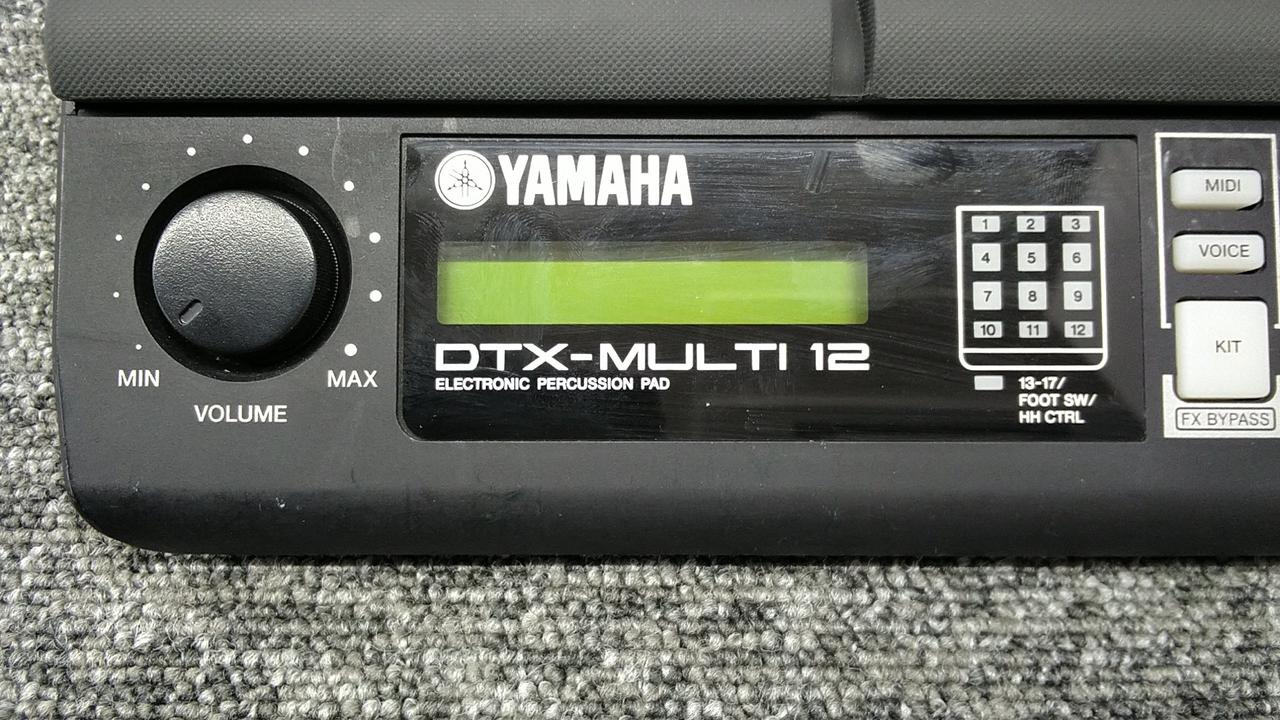 YAMAHA
1 2 3
4 5 6
7 8 9
10 11 12
DTX-MULTI 12
ELECTRONIC PERCUSSION PAD
13-17/
FOOT SW/
HH CTRL
MIN MAX
VOLUME
MIDI
VOICE
KIT
FX BYPASS